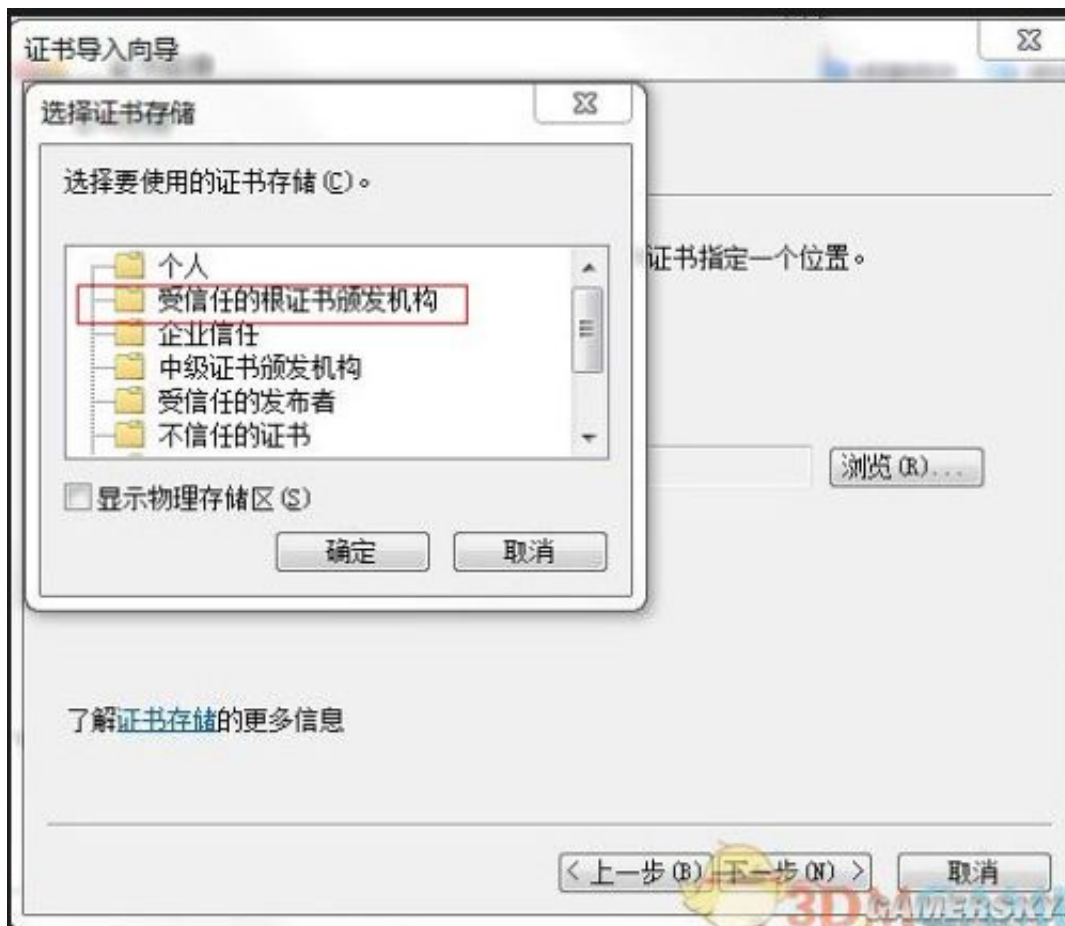 证书导入向导
选择证书存储
选择要使用的证书存储(C)。
证书指定一个位置。
个人
受信任的根证书颁发机构
企业信任
中级证书颁发机构
受信任的发布者
不信任的证书
浏览(R)...
显示物理存储区(S)
确定
取消
了解证书存储的更多信息
< 上一步(B)
下一步(N) >
取消
3DMGAME
GAMERSKY